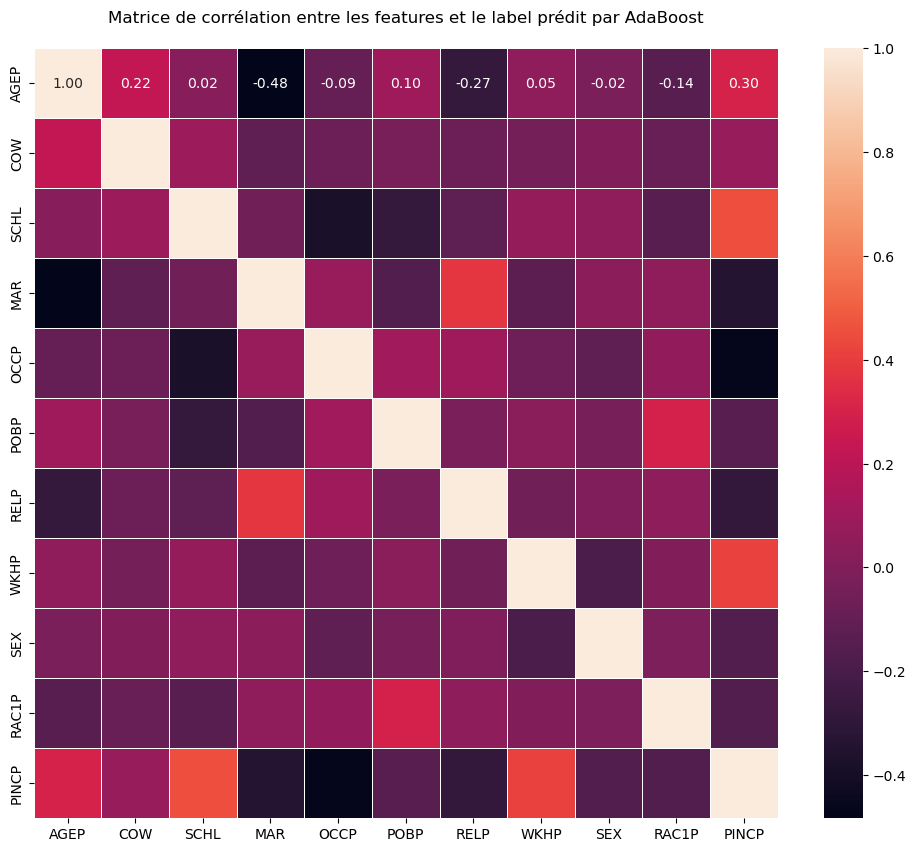 Matrice de corrélation entre les features et le label prédit par AdaBoost
AGEP 1.00 0.22 0.02 -0.48 -0.09 0.10 -0.27 0.05 -0.02 -0.14 0.30
COW
SCHL
MAR
OCCP
POBP
RELP
WKHP
SEX
RAC1P
PINCP
AGEP COW SCHL MAR OCCP POBP RELP WKHP SEX RAC1P PINCP
1.0
0.8
0.6
0.4
0.2
0.0
−0.2
−0.4